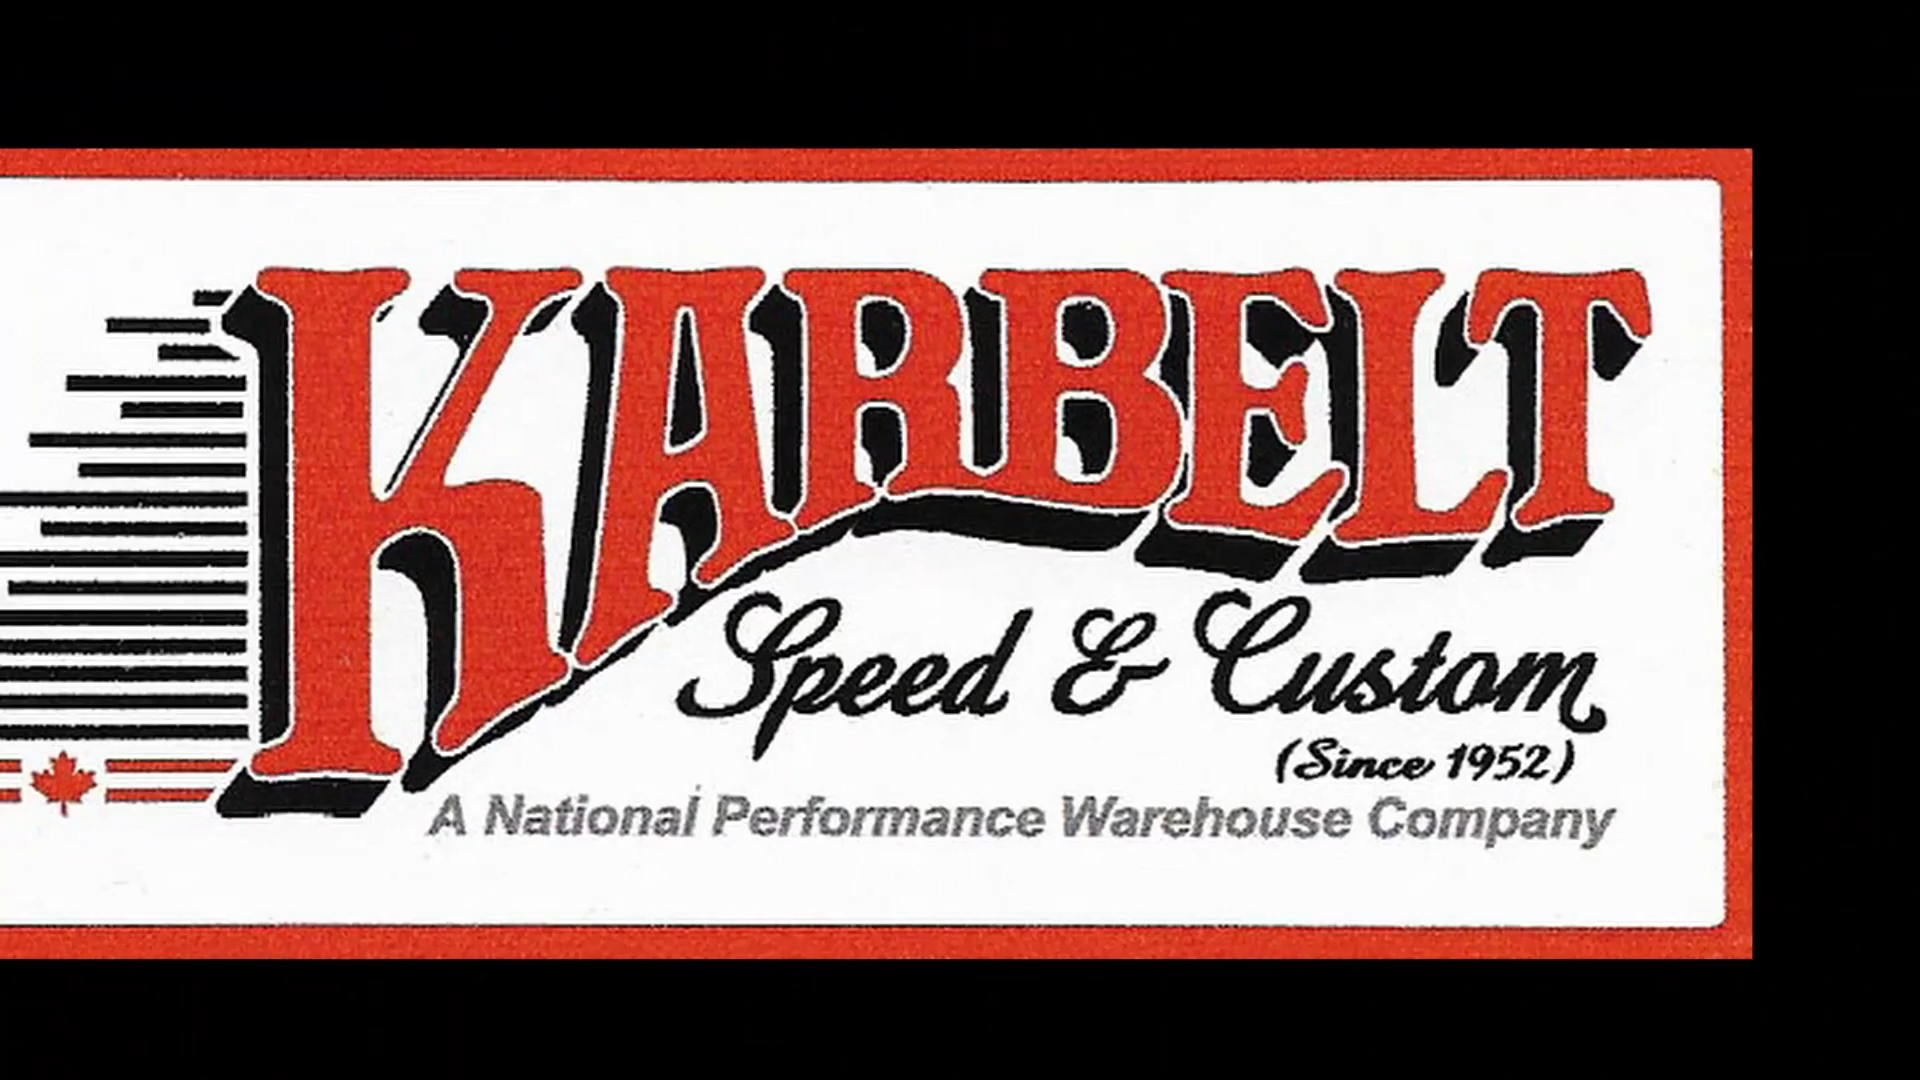 KARBELT
Speed & Custom
(Since 1952)
A National Performance Warehouse Company